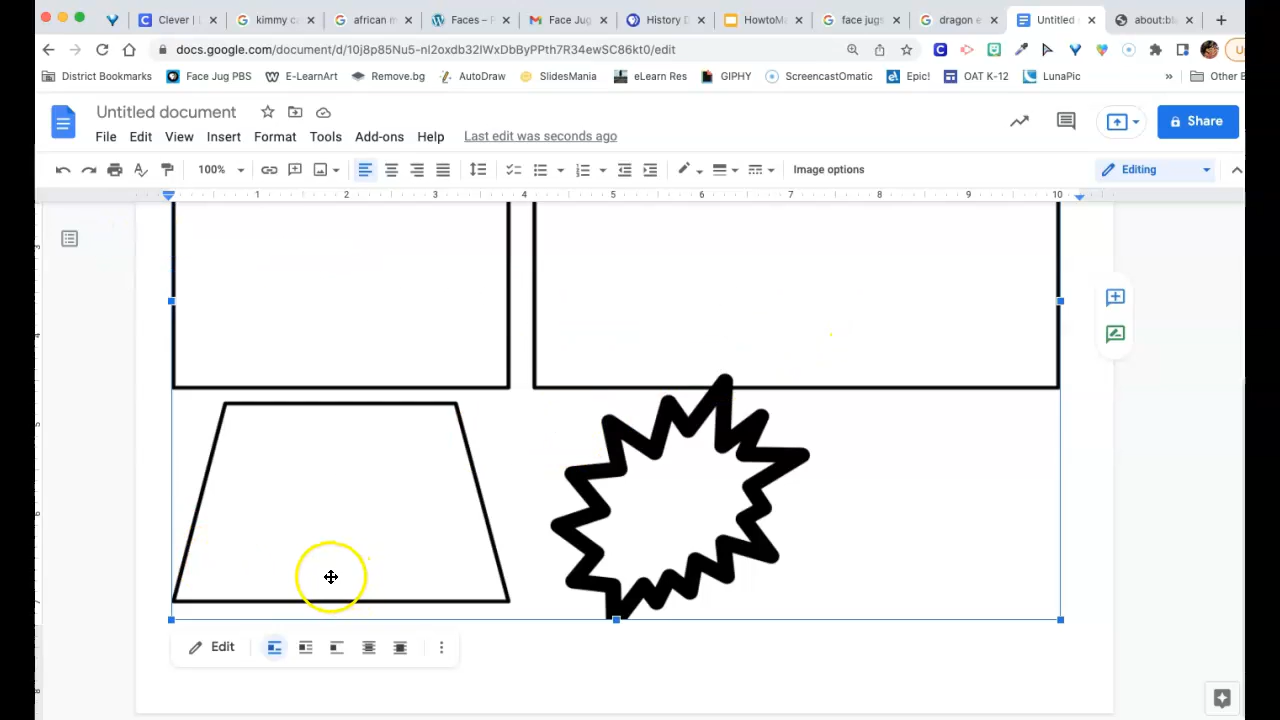 Clever | L
kimmy c
african m
Faces – F
Gmail Face Jug
History D
HowtoMa
face jugs
dragon e
Untitled
about:bl
docs.google.com/document/d/10j8p85Nu5-nI2oxdb32IWxDbByPPth7R34ewSC86kt0/edit
District Bookmarks Face Jug PBS E-LearnArt Remove.bg AutoDraw SlidesMania eLearn Res GIPHY ScreencastOmatic Epic! OAT K-12 LunaPic » Other B
Untitled document
File Edit View Insert Format Tools Add-ons Help Last edit was seconds ago
Share
100% Image options Editing
1 2 3 4 5 6 7 8 9 10
Edit